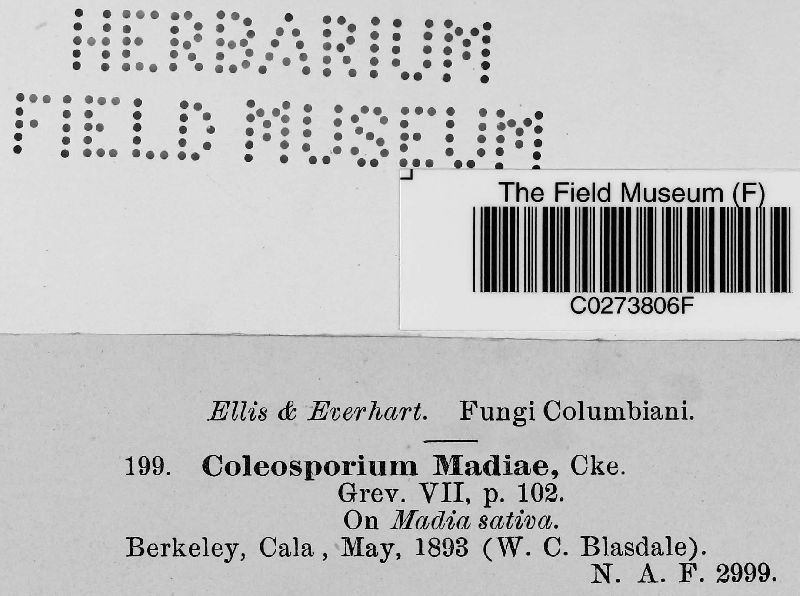 HERBARIUM
FIELD MUSEUM
The Field Museum (F)
C0273806F
Ellis & Everhart. Fungi Columbiani.
199. Coleosporium Madiae, Cke.
Grev. VII, p. 102.
On Madia sativa.
Berkeley, Cala , May, 1893 (W. C. Blasdale).
N. A. F. 2999.